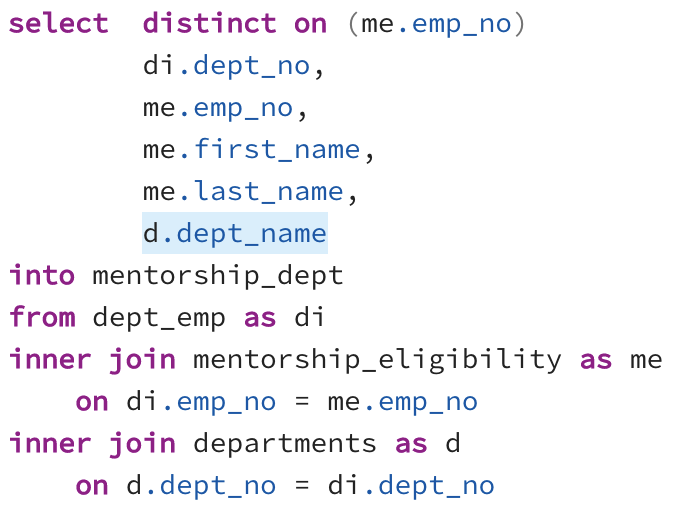 select  distinct on (me.emp_no)
        di.dept_no,
        me.emp_no,
        me.first_name,
        me.last_name,
        d.dept_name
into mentorship_dept
from dept_emp as di
inner join mentorship_eligibility as me
    on di.emp_no = me.emp_no
inner join departments as d
    on d.dept_no = di.dept_no